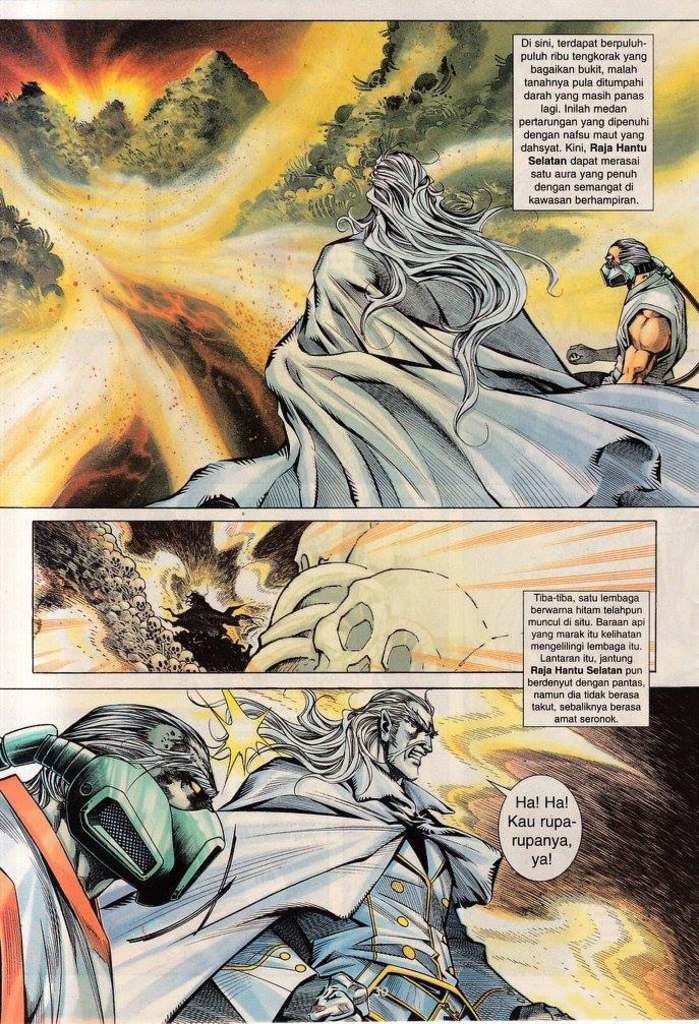 Di sini, terdapat berpuluh-
puluh ribu tengkorak yang
bagaikan bukit, malah
tanahnya pula ditumpahi
darah yang masih panas
lagi. Inilah medan
pertarungan yang dipenuhi
dengan nafsu maut yang
dahsyat. Kini, Raja Hantu
Selatan dapat merasai
satu aura yang penuh
dengan semangat di
kawasan berhampiran.
Tiba-tiba, satu lembaga
berwarna hitam telahpun
muncul di situ. Baraan api
yang marak itu kelihatan
mengelilingi lembaga itu.
Lantaran itu, jantung
Raja Hantu Selatan pun
berdenyut dengan pantas,
namun dia tidak berasa
takut, sebaliknya berasa
amat seronok.
Ha! Ha!
Kau rupa-
rupanya,
ya!